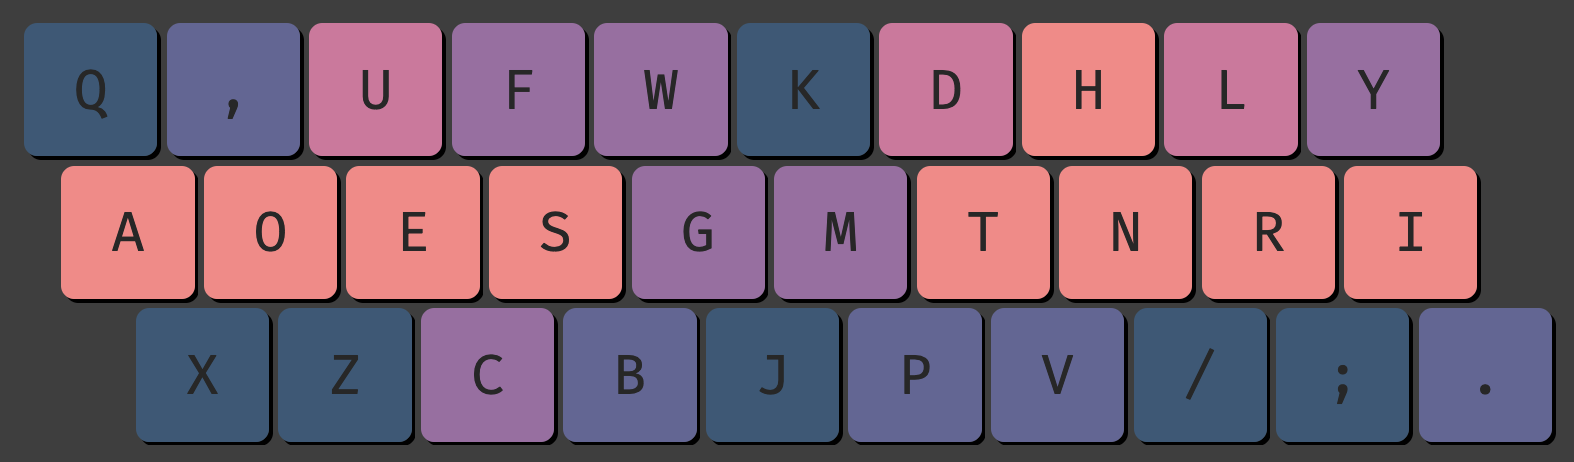 Q , U F W K D H L Y
A O E S G M T N R I
X Z C B J P V / ; .